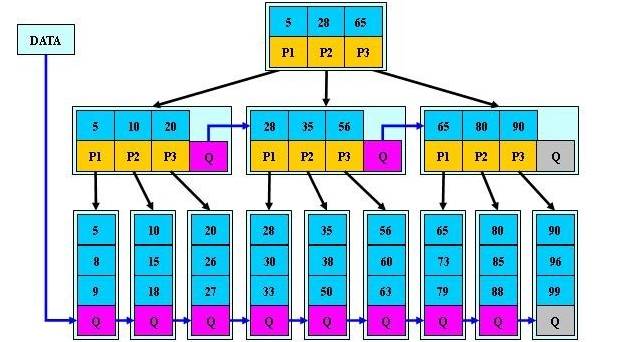 5 28 65
DATA
P1 P2 P3
5 10 20
28 35 56
65 80 90
P1 P2 P3 Q
P1 P2 P3 Q
P1 P2 P3 Q
5 10 20 28 35 56 65 80 90
8 15 26 30 38 60 73 85 96
9 18 27 33 50 63 79 88 99
Q Q Q Q Q Q Q Q Q